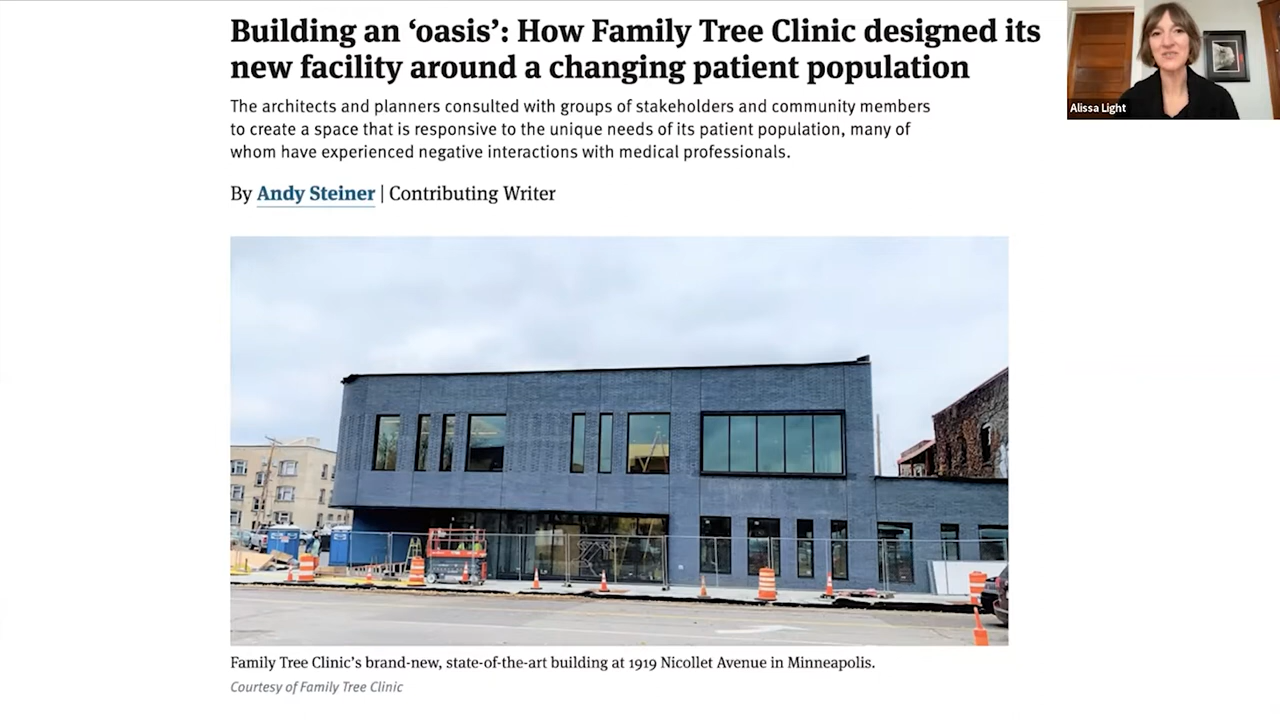 Building an ‘oasis’: How Family Tree Clinic designed its
new facility around a changing patient population
The architects and planners consulted with groups of stakeholders and community members
to create a space that is responsive to the unique needs of its patient population, many of
whom have experienced negative interactions with medical professionals.
By Andy Steiner | Contributing Writer
Alissa Light
Family Tree Clinic’s brand-new, state-of-the-art building at 1919 Nicollet Avenue in Minneapolis.
Courtesy of Family Tree Clinic